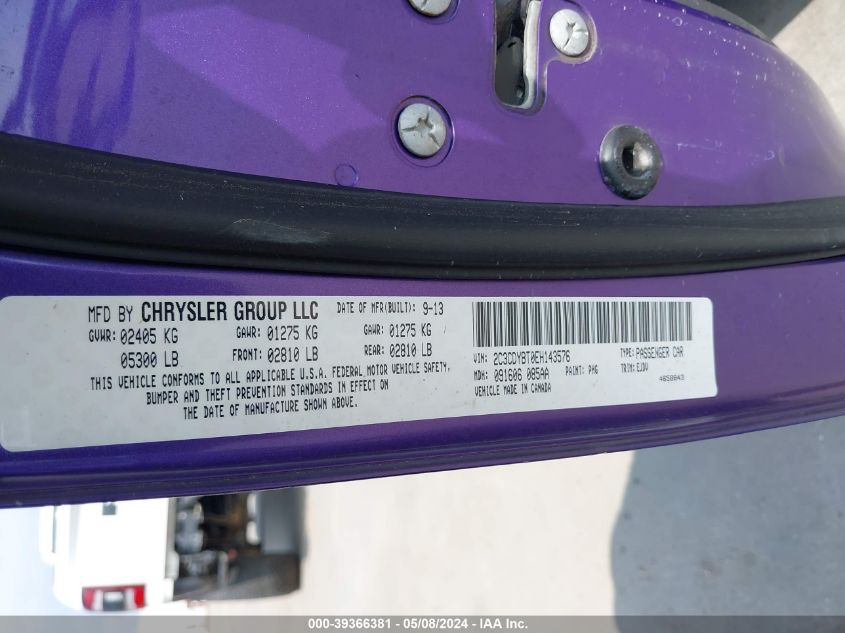 MFD BY CHRYSLER GROUP LLC DATE OF MFR(BUILT): 9-13
GVWR: 02405 KG GAWR: 01275 KG GAWR: 01275 KG
05300 LB FRONT: 02810 LB REAR: 02810 LB
THIS VEHICLE CONFORMS TO ALL APPLICABLE U.S.A. FEDERAL MOTOR VEHICLE SAFETY,
BUMPER AND THEFT PREVENTION STANDARDS IN EFFECT ON
THE DATE OF MANUFACTURE SHOWN ABOVE.
VIN: 2C3CDYBT0EH143576 TYPE: PASSENGER CAR
MDH: 091606 085AA PAINT: PHG TRIM: EJDV
VEHICLE MADE IN CANADA 4658043
000-39366381 - 05/08/2024 - IAA Inc.